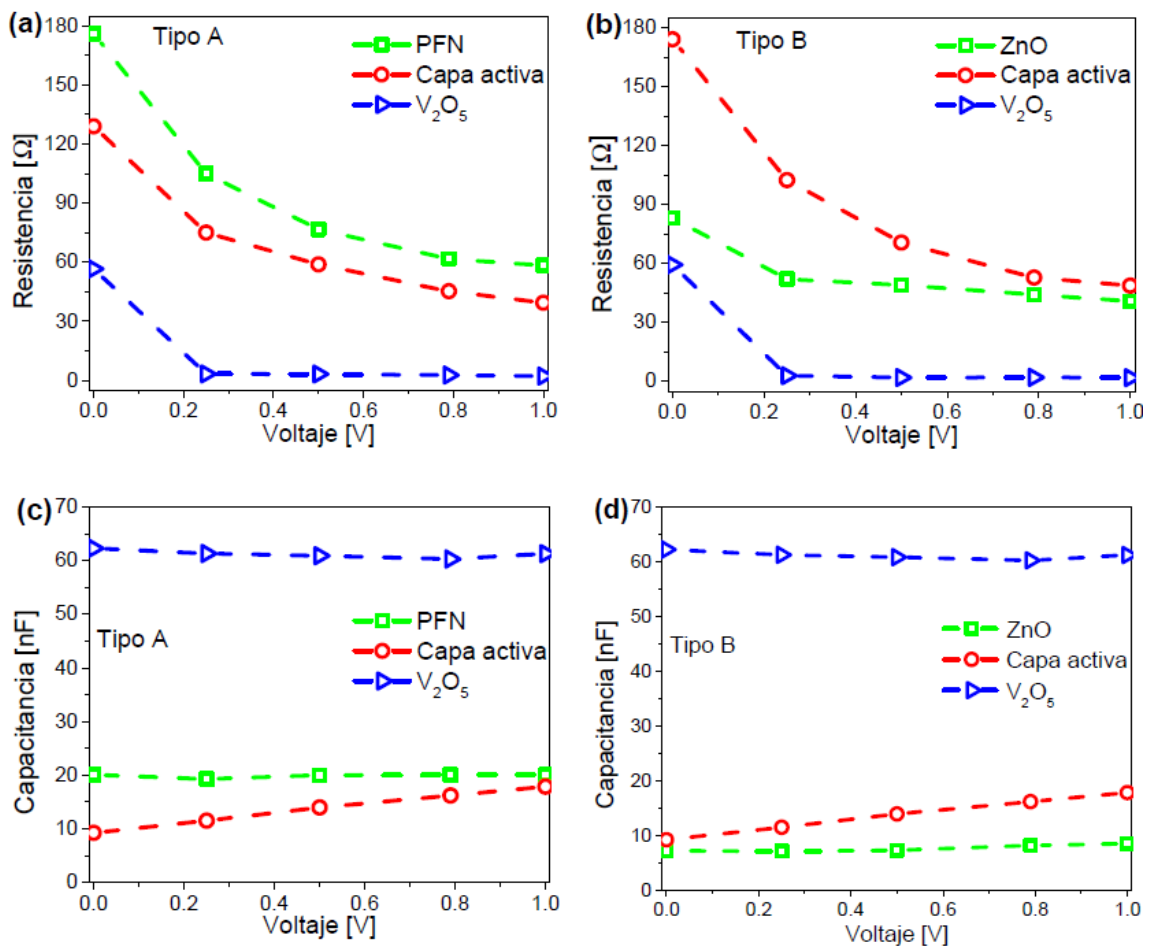 (a)
Tipo A
PFN
Capa activa
V₂O₅
Resistencia [Ω]
180
150
120
90
60
30
0
0.0 0.2 0.4 0.6 0.8 1.0
Voltaje [V]
(b)
Tipo B
ZnO
Capa activa
V₂O₅
Resistencia [Ω]
180
150
120
90
60
30
0
0.0 0.2 0.4 0.6 0.8 1.0
Voltaje [V]
(c)
Tipo A
PFN
Capa activa
V₂O₅
Capacitancia [nF]
70
60
50
40
30
20
10
0
0.0 0.2 0.4 0.6 0.8 1.0
Voltaje [V]
(d)
Tipo B
ZnO
Capa activa
V₂O₅
Capacitancia [nF]
70
60
50
40
30
20
10
0
0.0 0.2 0.4 0.6 0.8 1.0
Voltaje [V]